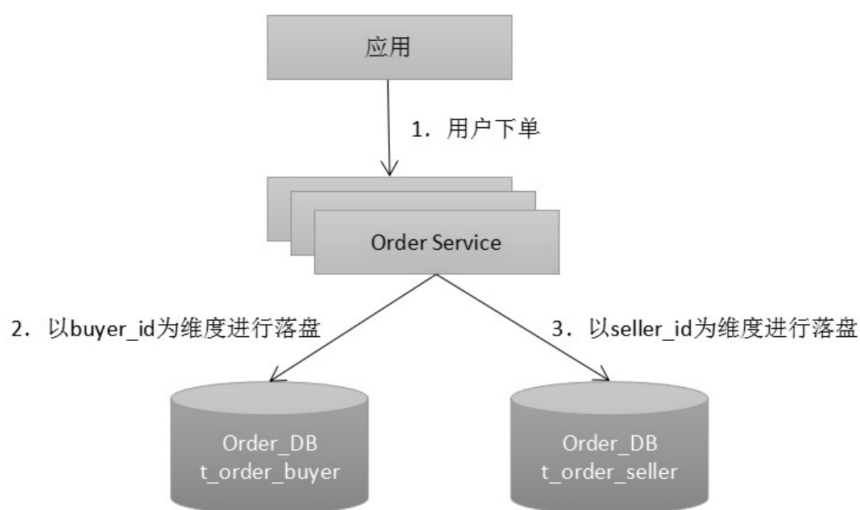 应用
1. 用户下单
Order Service
2. 以buyer_id为维度进行落盘
3. 以seller_id为维度进行落盘
Order_DB
t_order_buyer
Order_DB
t_order_seller